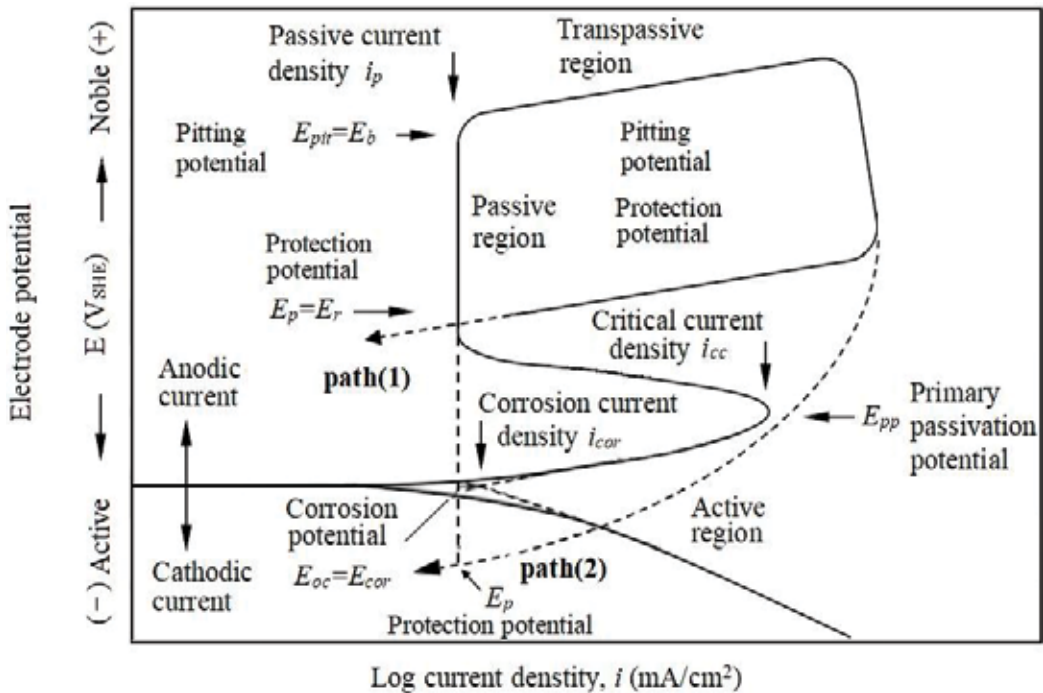 Electrode potential
E (VSHE)
Noble (+)
(−) Active
Passive current
density ip
Transpassive
region
Pitting
potential
Epit=Eb
Pitting
potential
Passive
region
Protection
potential
Protection
potential
Ep=Er
path(1)
Critical current
density icc
Anodic
current
Corrosion current
density icor
Epp
Primary
passivation
potential
Corrosion
potential
Active
region
Cathodic
current
Eoc=Ecor
path(2)
Ep
Protection potential
Log current denstity, i (mA/cm²)